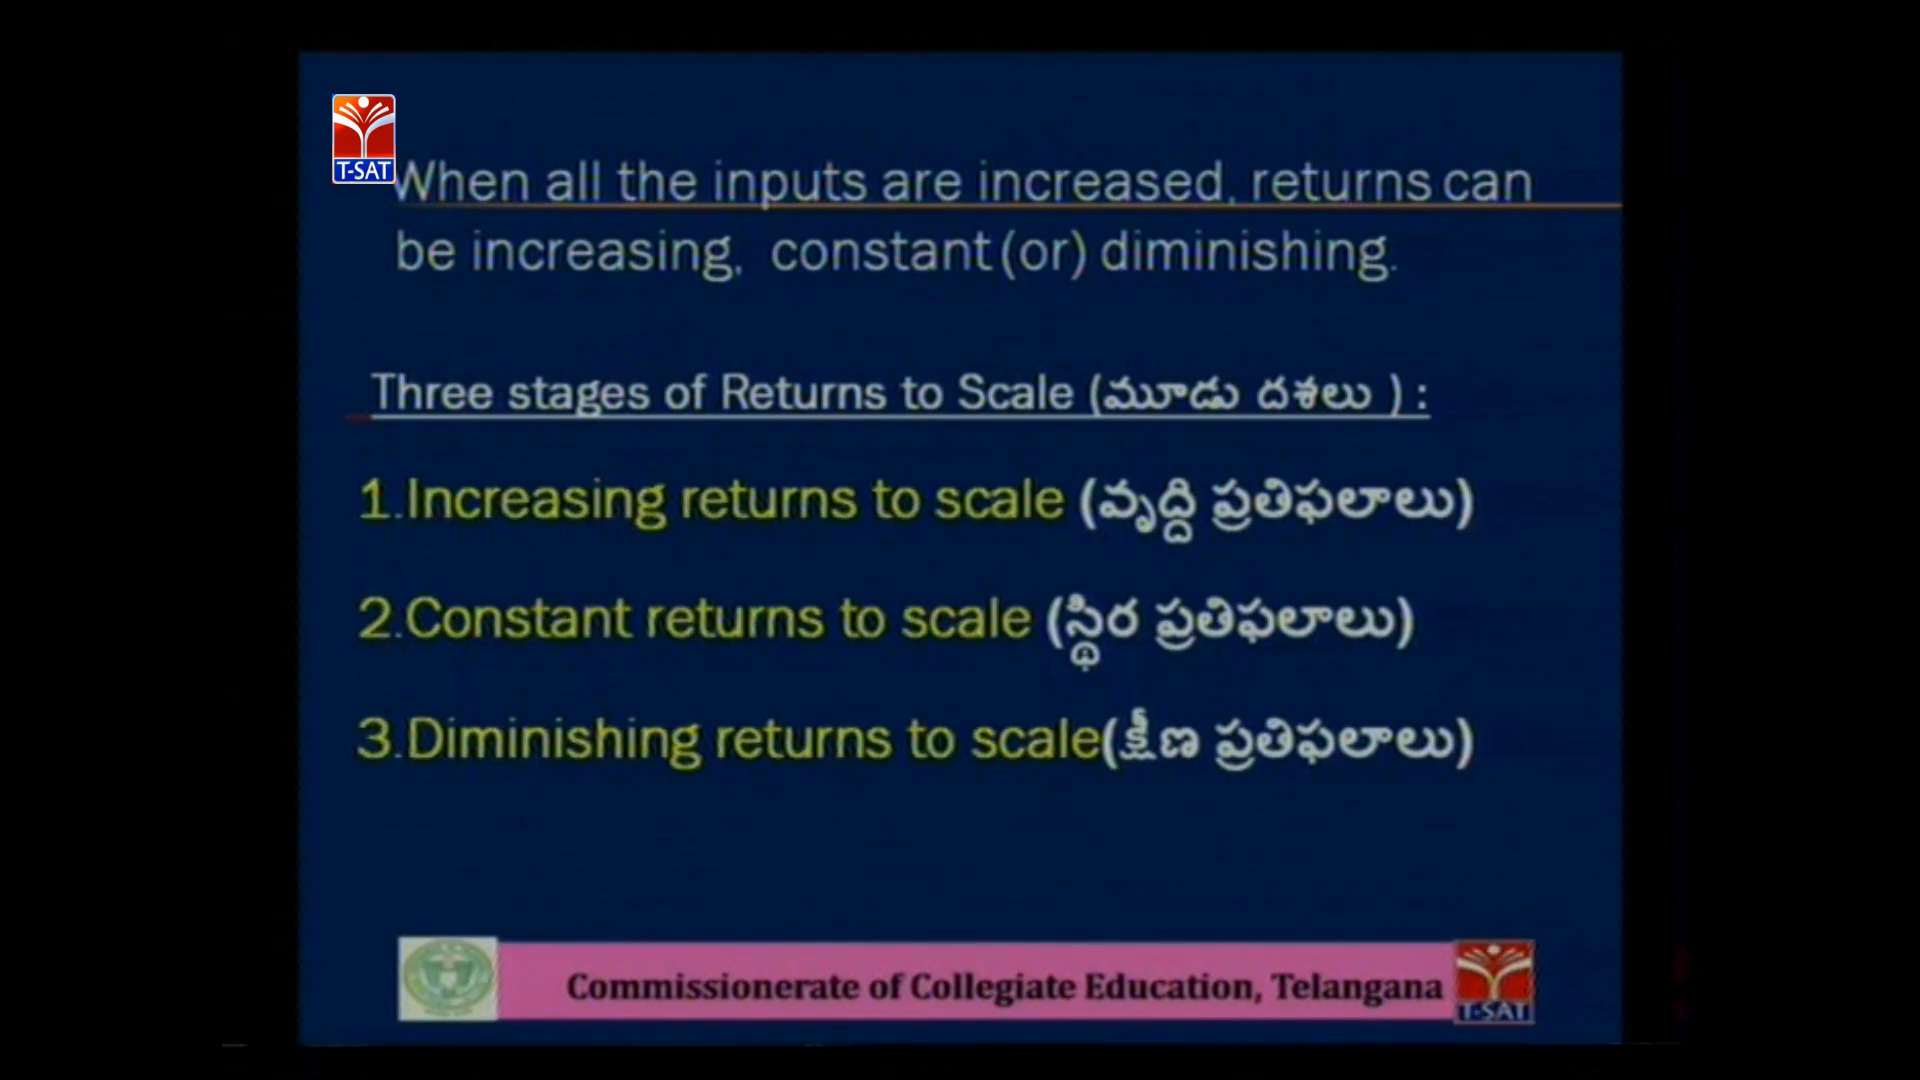 T-SAT
When all the inputs are increased, returns can
be increasing, constant (or) diminishing.
Three stages of Returns to Scale (మూడు దశలు ) :
1.Increasing returns to scale (వృద్ది ప్రతిఫలాలు)
2.Constant returns to scale (స్థిర ప్రతిఫలాలు)
3.Diminishing returns to scale(క్షీణ ప్రతిఫలాలు)
Commissionerate of Collegiate Education, Telangana
T-SAT